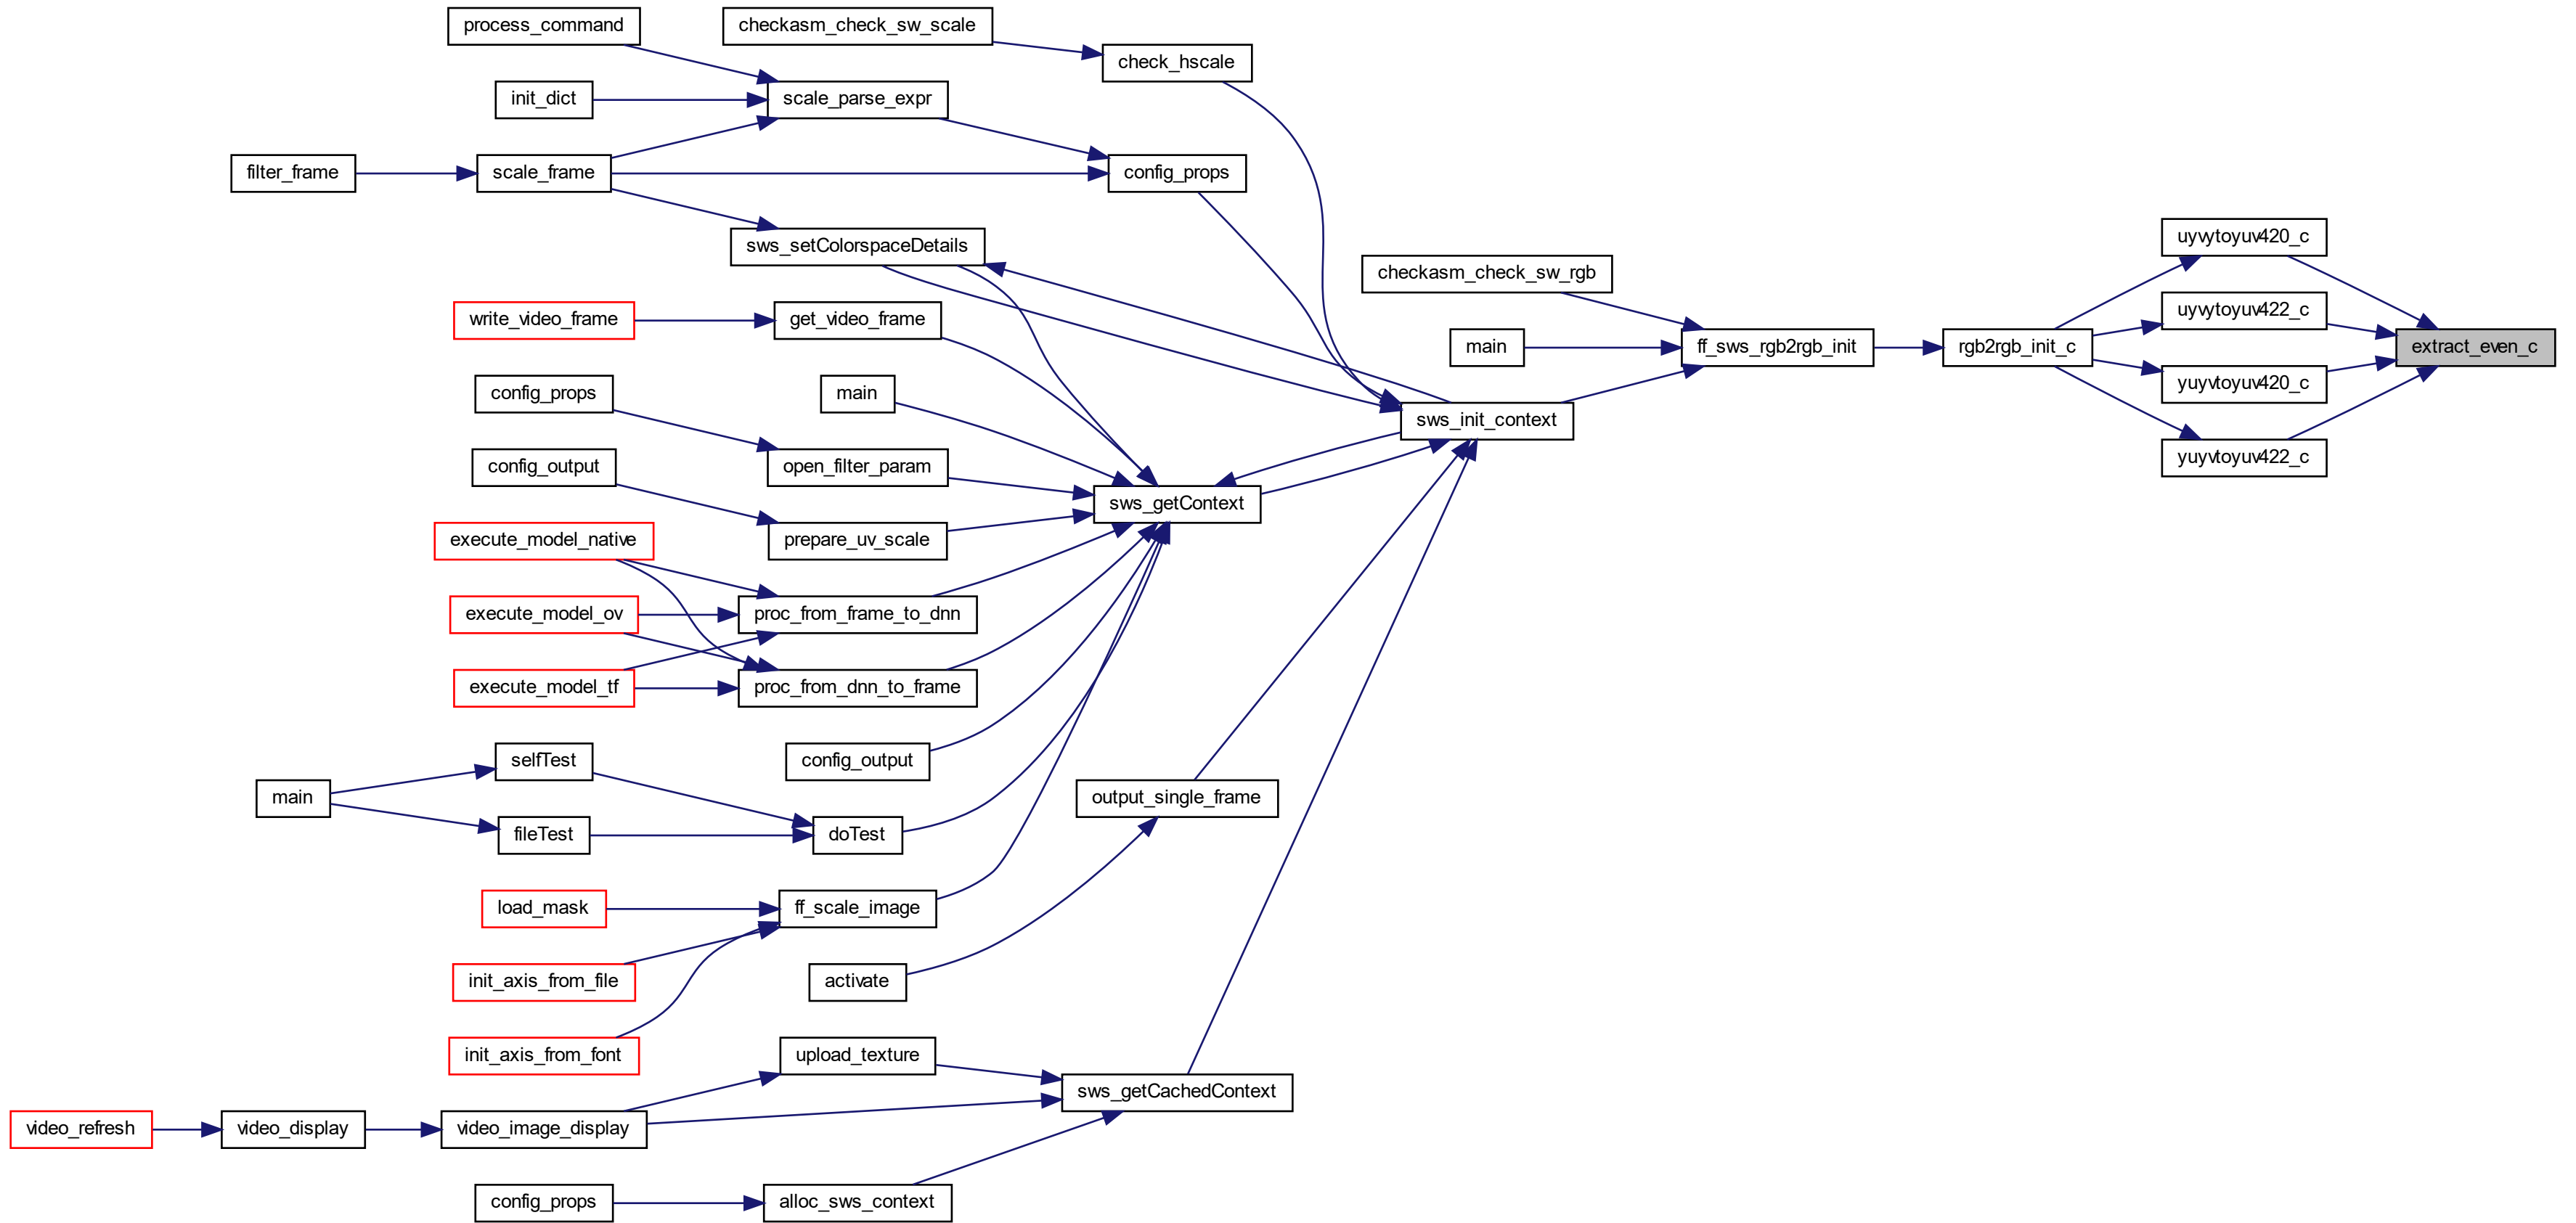 process_command
checkasm_check_sw_scale
check_hscale
init_dict
scale_parse_expr
filter_frame
scale_frame
config_props
sws_setColorspaceDetails
uyvytoyuv420_c
checkasm_check_sw_rgb
write_video_frame
get_video_frame
uyvytoyuv422_c
main
ff_sws_rgb2rgb_init
rgb2rgb_init_c
extract_even_c
config_props
main
yuyvtoyuv420_c
sws_init_context
config_output
open_filter_param
yuyvtoyuv422_c
sws_getContext
execute_model_native
prepare_uv_scale
execute_model_ov
proc_from_frame_to_dnn
execute_model_tf
proc_from_dnn_to_frame
selfTest
config_output
main
output_single_frame
fileTest
doTest
load_mask
ff_scale_image
init_axis_from_file
activate
init_axis_from_font
upload_texture
sws_getCachedContext
video_refresh
video_display
video_image_display
config_props
alloc_sws_context